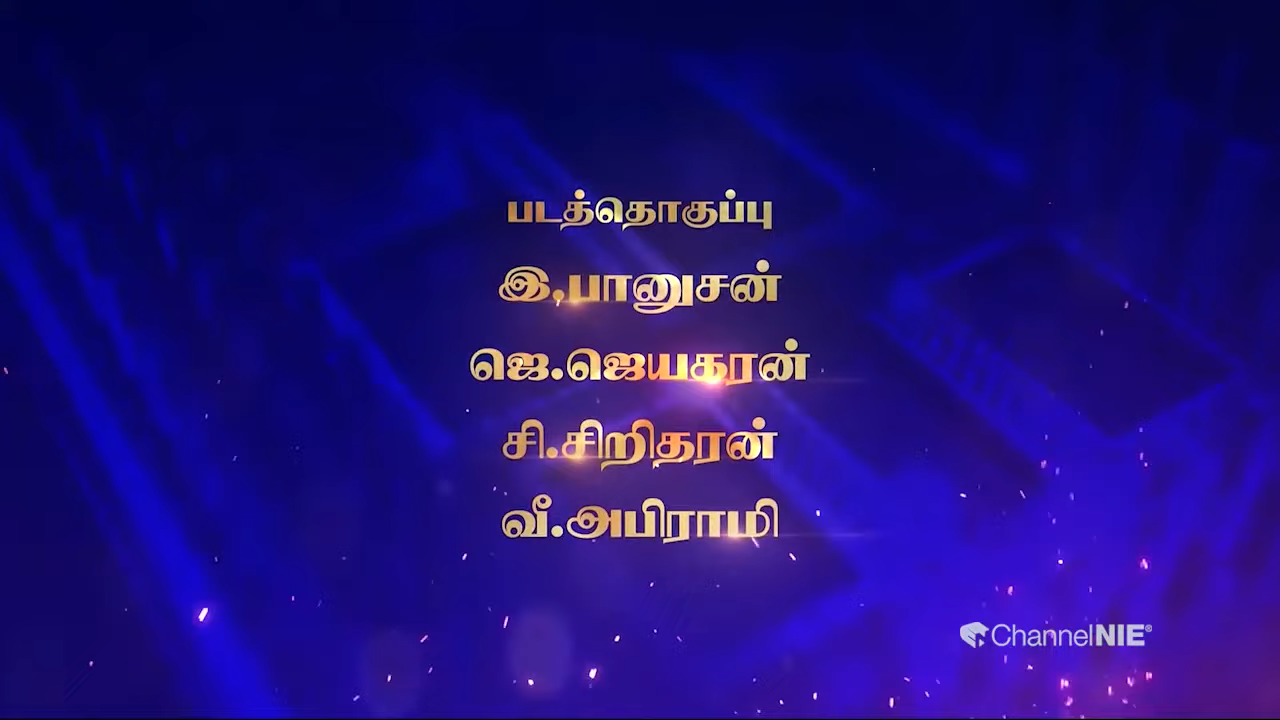 படத்தொகுப்பு
இ.பானுசன்
ஜெ.ஜெயகரன்
சி.சிறிதரன்
வீ.அபிராமி
ChannelNIE®